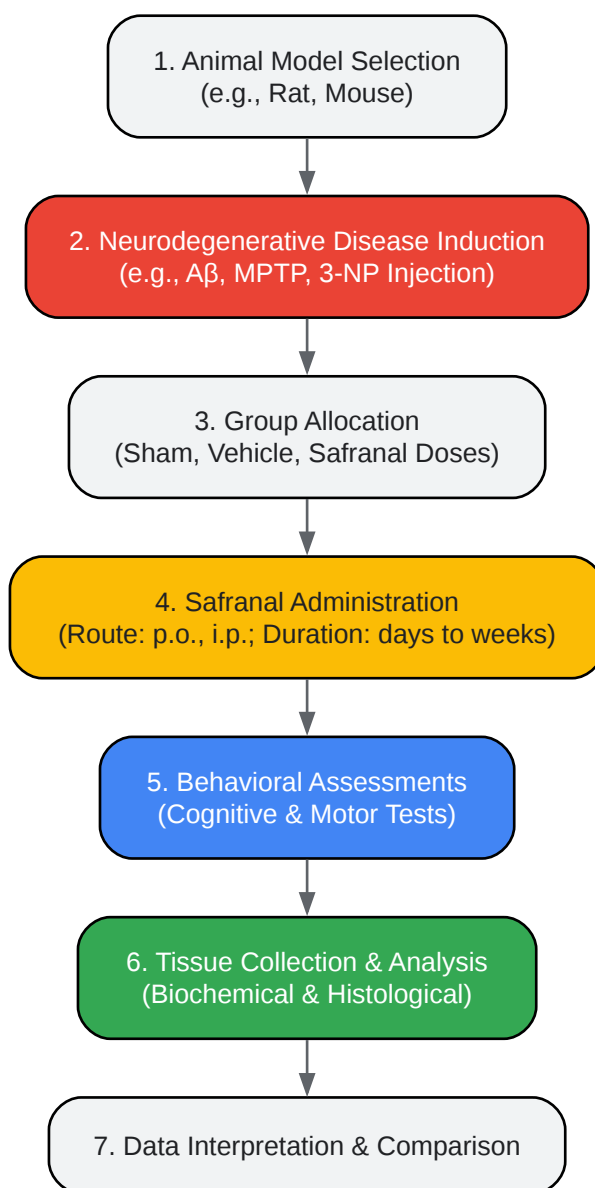 1. Animal Model Selection
(e.g., Rat, Mouse)
2. Neurodegenerative Disease Induction
(e.g., Aβ, MPTP, 3-NP Injection)
3. Group Allocation
(Sham, Vehicle, Safranal Doses)
4. Safranal Administration
(Route: p.o., i.p.; Duration: days to weeks)
5. Behavioral Assessments
(Cognitive & Motor Tests)
6. Tissue Collection & Analysis
(Biochemical & Histological)
7. Data Interpretation & Comparison